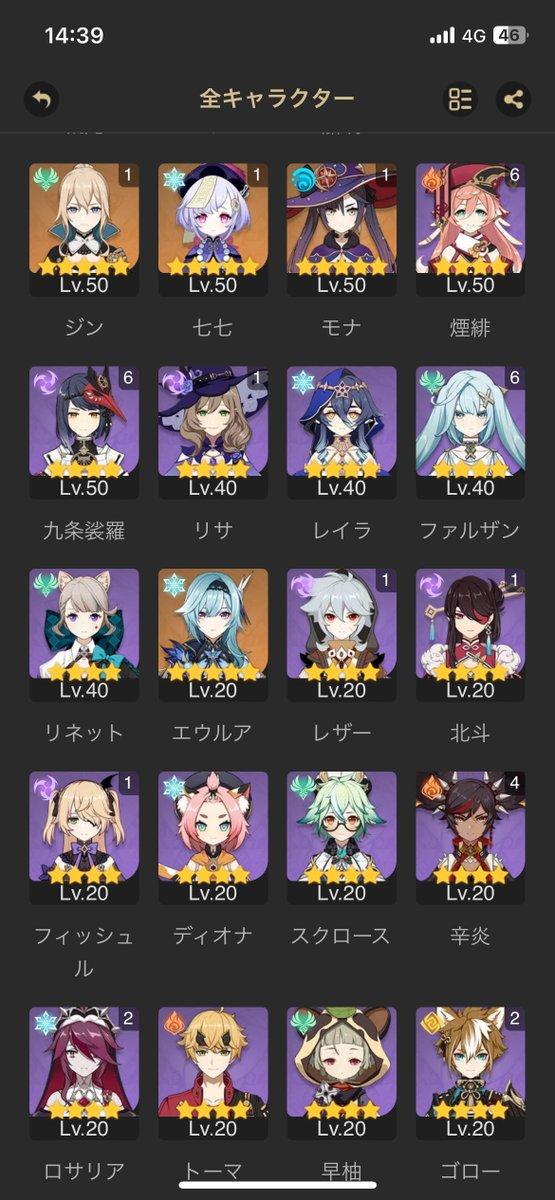 14:39 4G 46
全キャラクター
1 1 1 6
Lv.50 Lv.50 Lv.50 Lv.50
ジン 七七 モナ 煙緋
6 1 6
Lv.50 Lv.40 Lv.40 Lv.40
九条裟羅 リサ レイラ ファルザン
1 1
Lv.40 Lv.20 Lv.20 Lv.20
リネット エウルア レザー 北斗
1 4
Lv.20 Lv.20 Lv.20 Lv.20
フィッシュル ディオナ スクロース 辛炎
2 2
Lv.20 Lv.20 Lv.20 Lv.20
ロサリア トーマ 早柚 ゴロー